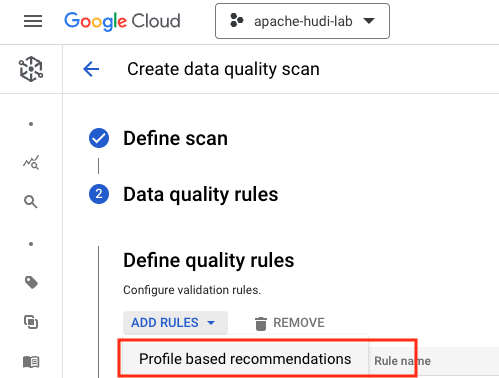 Google Cloud
apache-hudi-lab
Create data quality scan
Define scan
2
Data quality rules
Define quality rules
Configure validation rules.
ADD RULES
REMOVE
Profile based recommendations
Rule name